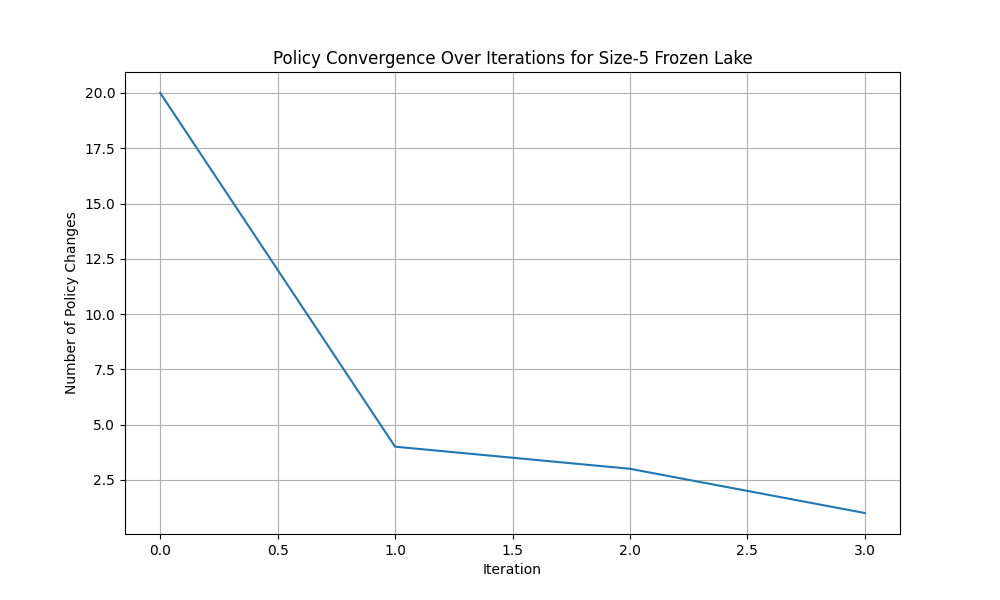 Policy Convergence Over Iterations for Size-5 Frozen Lake
Number of Policy Changes
20.0
17.5
15.0
12.5
10.0
7.5
5.0
2.5
0.0 0.5 1.0 1.5 2.0 2.5 3.0
Iteration